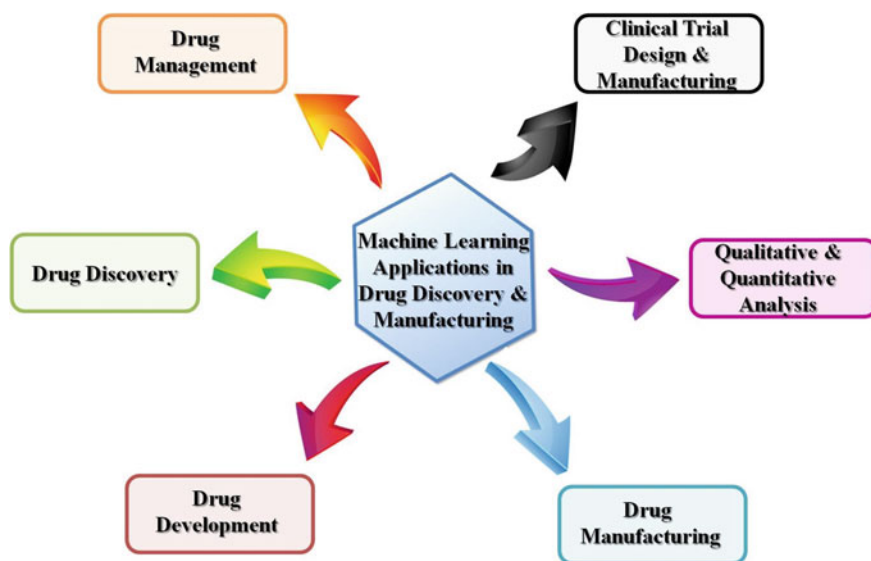 Drug
Management
Clinical Trial
Design &
Manufacturing
Machine Learning
Applications in
Drug Discovery &
Manufacturing
Drug Discovery
Qualitative &
Quantitative
Analysis
Drug
Development
Drug
Manufacturing